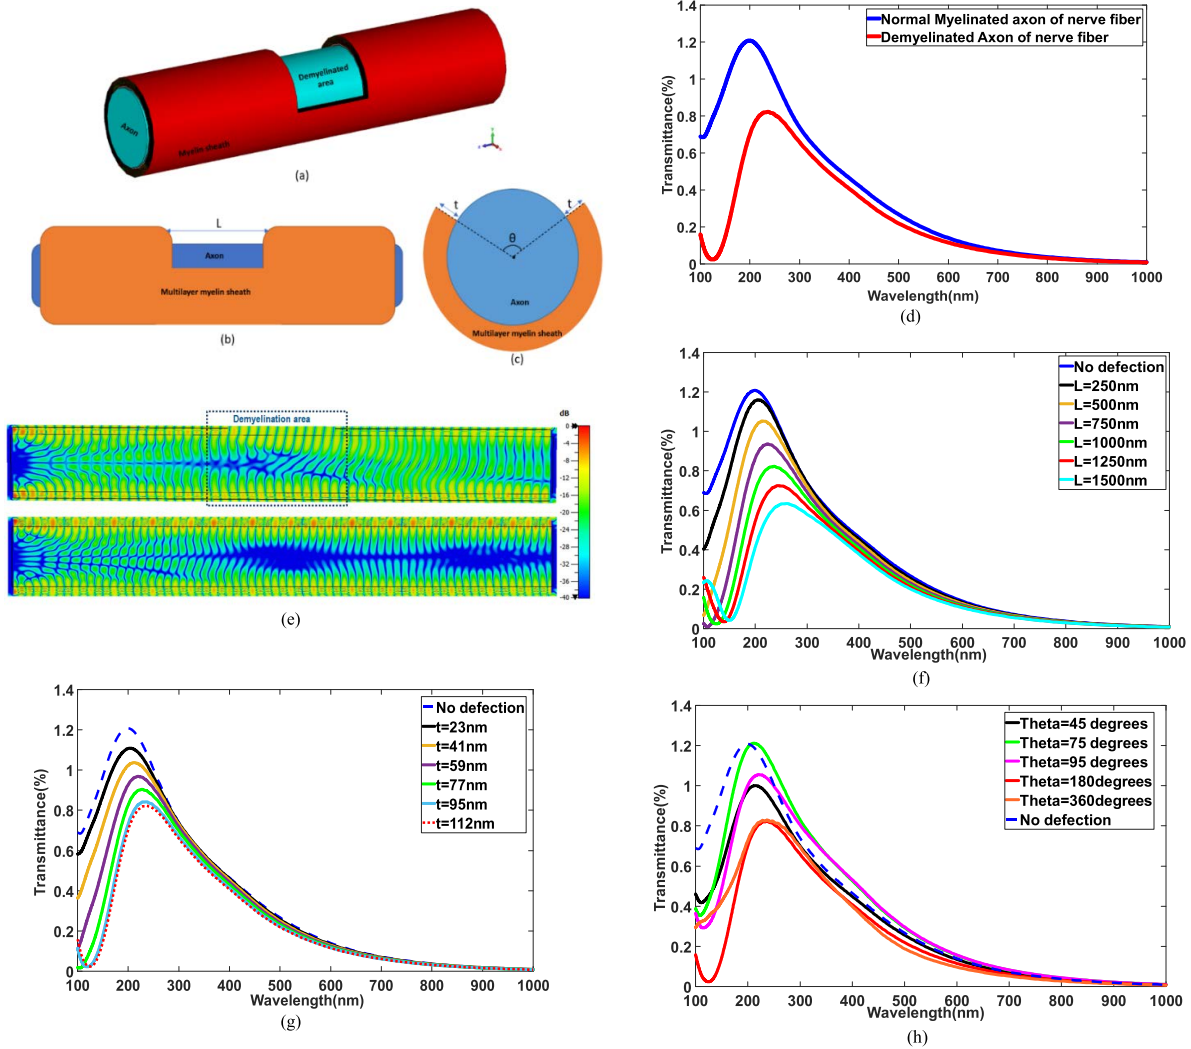 Demyelinated
area
Axon
Myelin sheath
(a)
L
Axon
Multilayer myelin sheath
(b)
t
t
θ
Axon
Multilayer myelin sheath
(c)
1.4
1.2
1
0.8
0.6
0.4
0.2
0
Transmittance(%)
Normal Myelinated axon of nerve fiber
Demyelinated Axon of nerve fiber
100 200 300 400 500 600 700 800 900 1000
Wavelength(nm)
(d)
Demyelination area
dB
0
-4
-8
-12
-16
-20
-24
-28
-32
-36
-40
(e)
1.4
1.2
1
0.8
0.6
0.4
0.2
0
Transmittance(%)
No defection
L=250nm
L=500nm
L=750nm
L=1000nm
L=1250nm
L=1500nm
100 200 300 400 500 600 700 800 900 1000
Wavelength(nm)
(f)
1.4
1.2
1
0.8
0.6
0.4
0.2
0
Transmittance(%)
No defection
t=23nm
t=41nm
t=59nm
t=77nm
t=95nm
t=112nm
100 200 300 400 500 600 700 800 900 1000
Wavelength(nm)
(g)
1.4
1.2
1
0.8
0.6
0.4
0.2
0
Transmittance(%)
Theta=45 degrees
Theta=75 degrees
Theta=95 degrees
Theta=180degrees
Theta=360degrees
No defection
100 200 300 400 500 600 700 800 900 1000
Wavelength(nm)
(h)